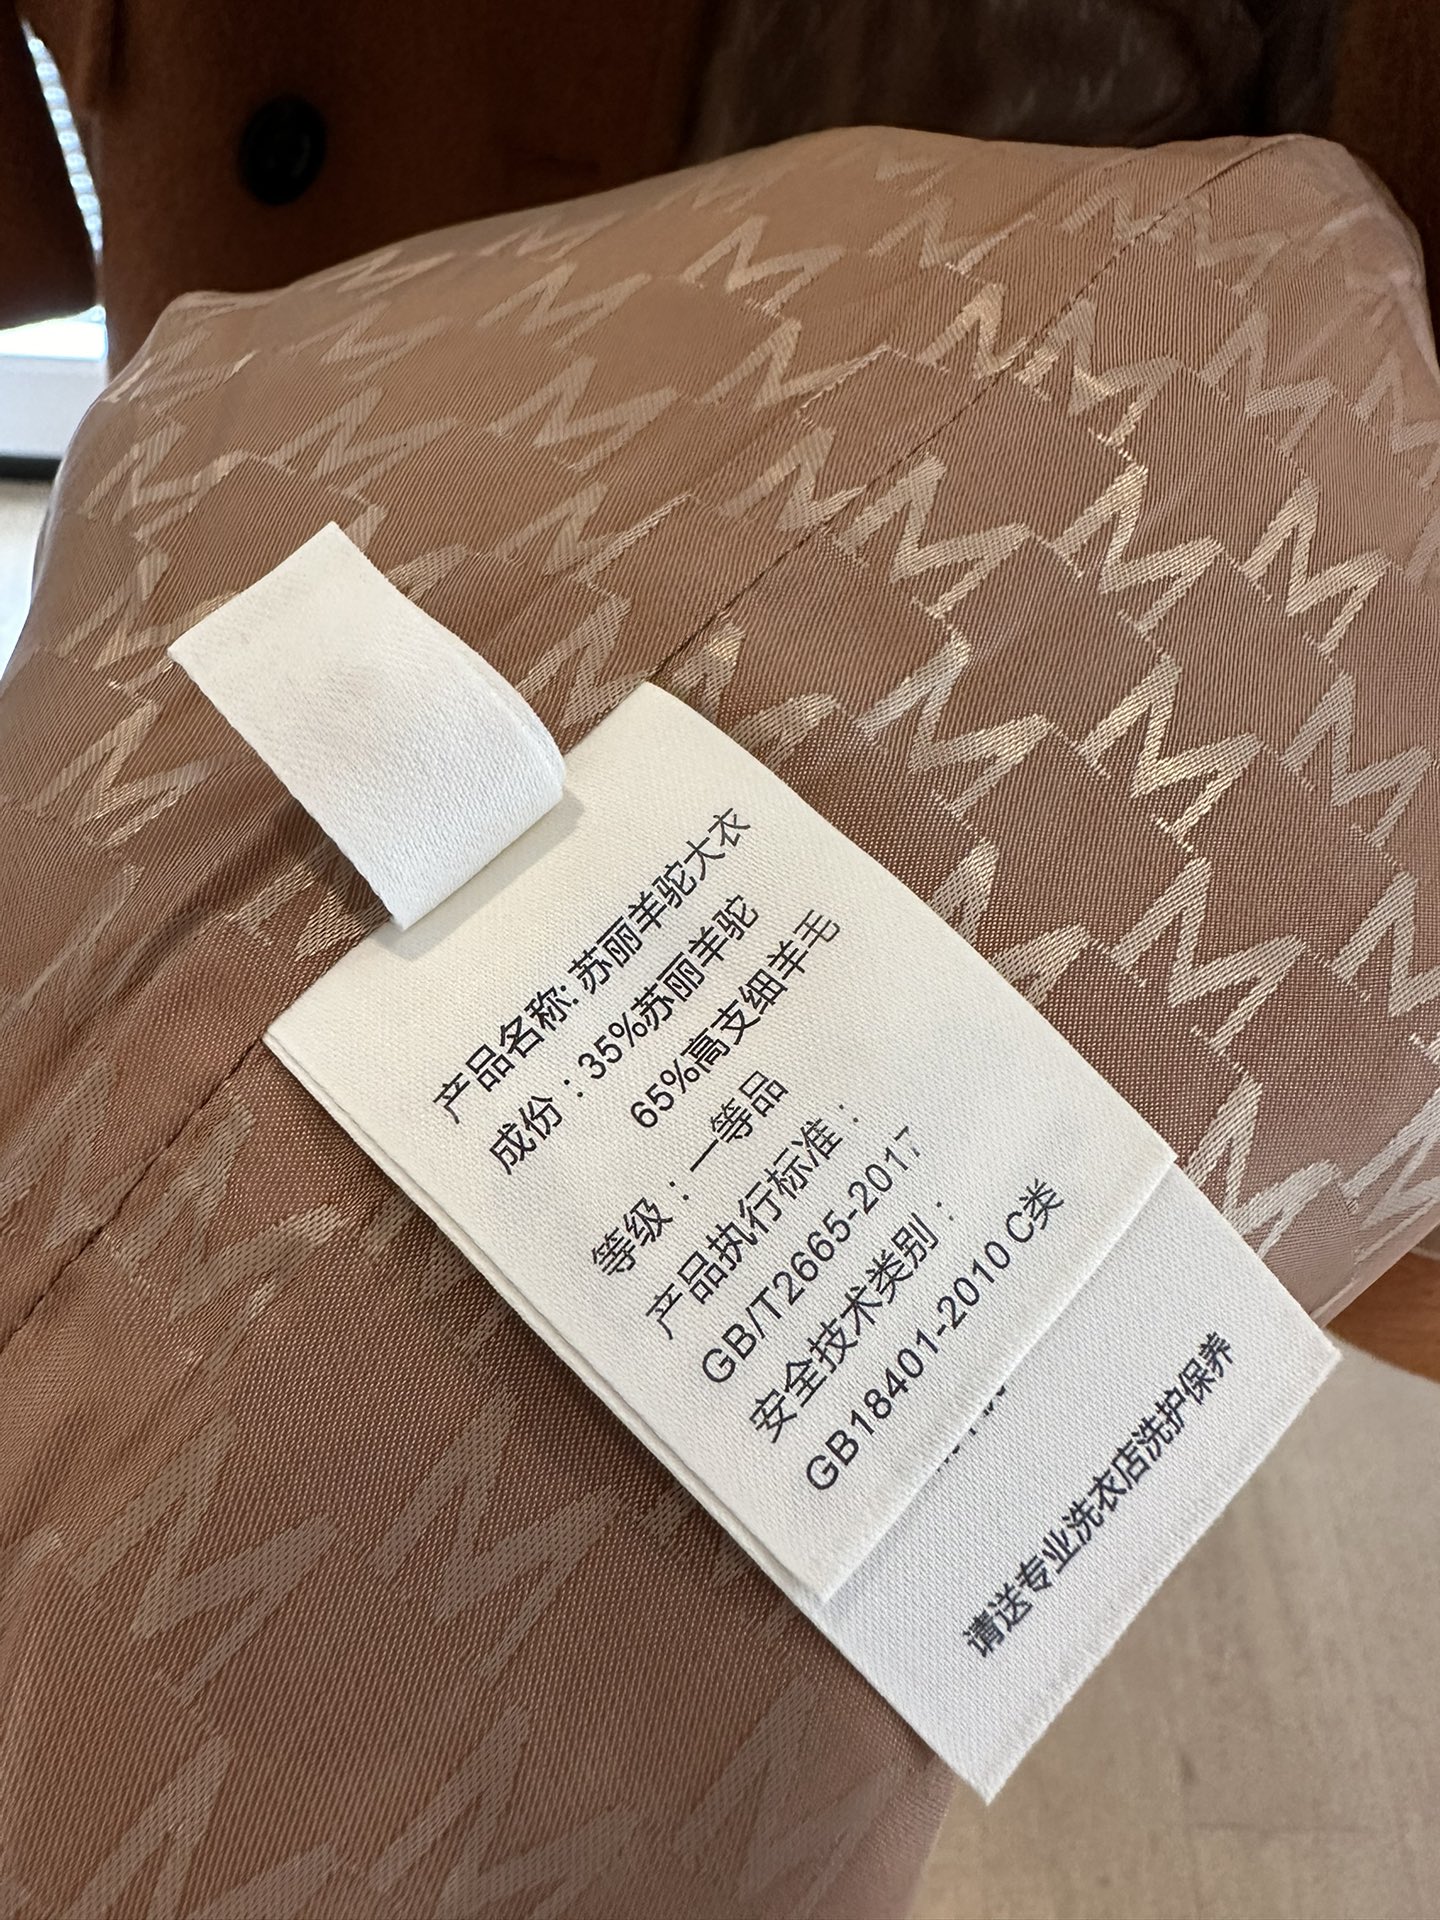 产品名称:苏丽羊驼大衣
成份：35%苏丽羊驼
65%高支细羊毛
等级：一等品
产品执行标准：
GB/T2665-2017
安全技术类别：
GB18401-2010 C类
请送专业洗衣店洗护保养